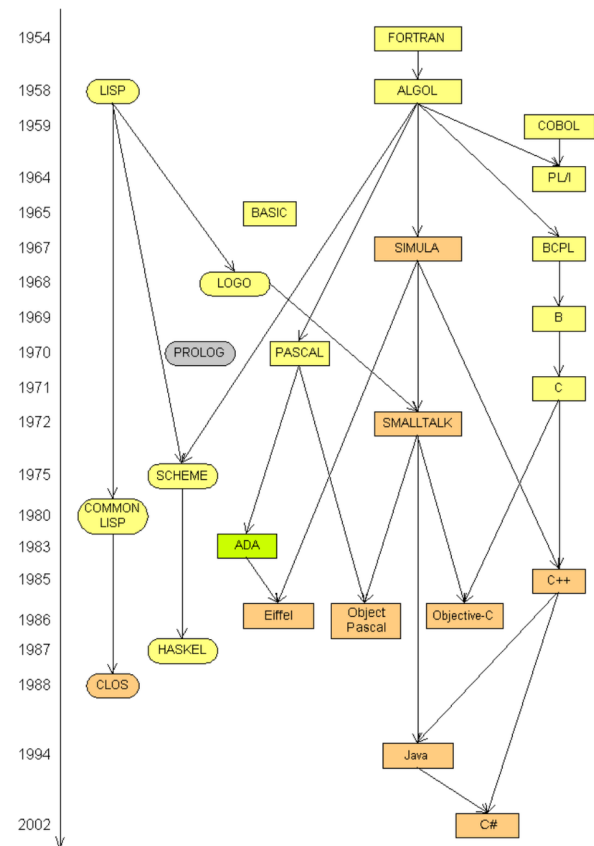 1954
FORTRAN
1958
LISP
ALGOL
1959
COBOL
1964
PL/I
1965
BASIC
1967
SIMULA
BCPL
1968
LOGO
1969
B
1970
PROLOG
PASCAL
1971
C
1972
SMALLTALK
1975
SCHEME
1980
COMMON
LISP
1983
ADA
1985
C++
1986
Eiffel
Object
Pascal
Objective-C
1987
HASKEL
1988
CLOS
1994
Java
2002
C#